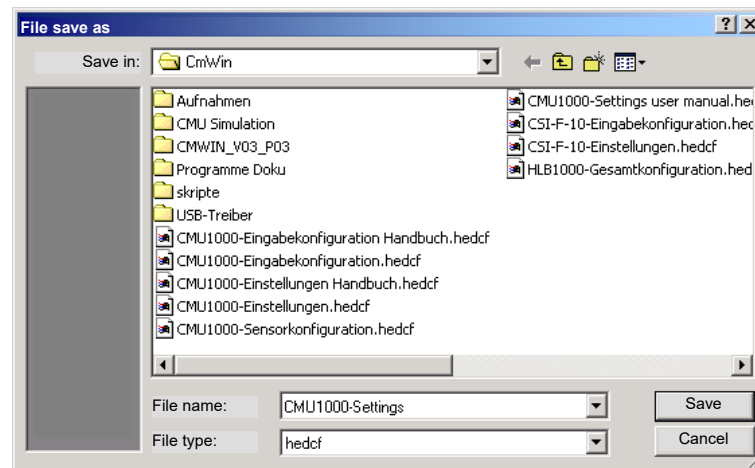 File save as
Save in: CmWin
Aufnahmen
CMU Simulation
CMWIN_V03_P03
Programme Doku
skripte
USB-Treiber
CMU1000-Eingabekonfiguration Handbuch.hedcf
CMU1000-Eingabekonfiguration.hedcf
CMU1000-Einstellungen Handbuch.hedcf
CMU1000-Einstellungen.hedcf
CMU1000-Sensorkonfiguration.hedcf
CMU1000-Settings user manual.he
CSI-F-10-Eingabekonfiguration.hec
CSI-F-10-Einstellungen.hedcf
HLB1000-Gesamtkonfiguration.hed
File name: CMU1000-Settings Save
File type: hedcf Cancel